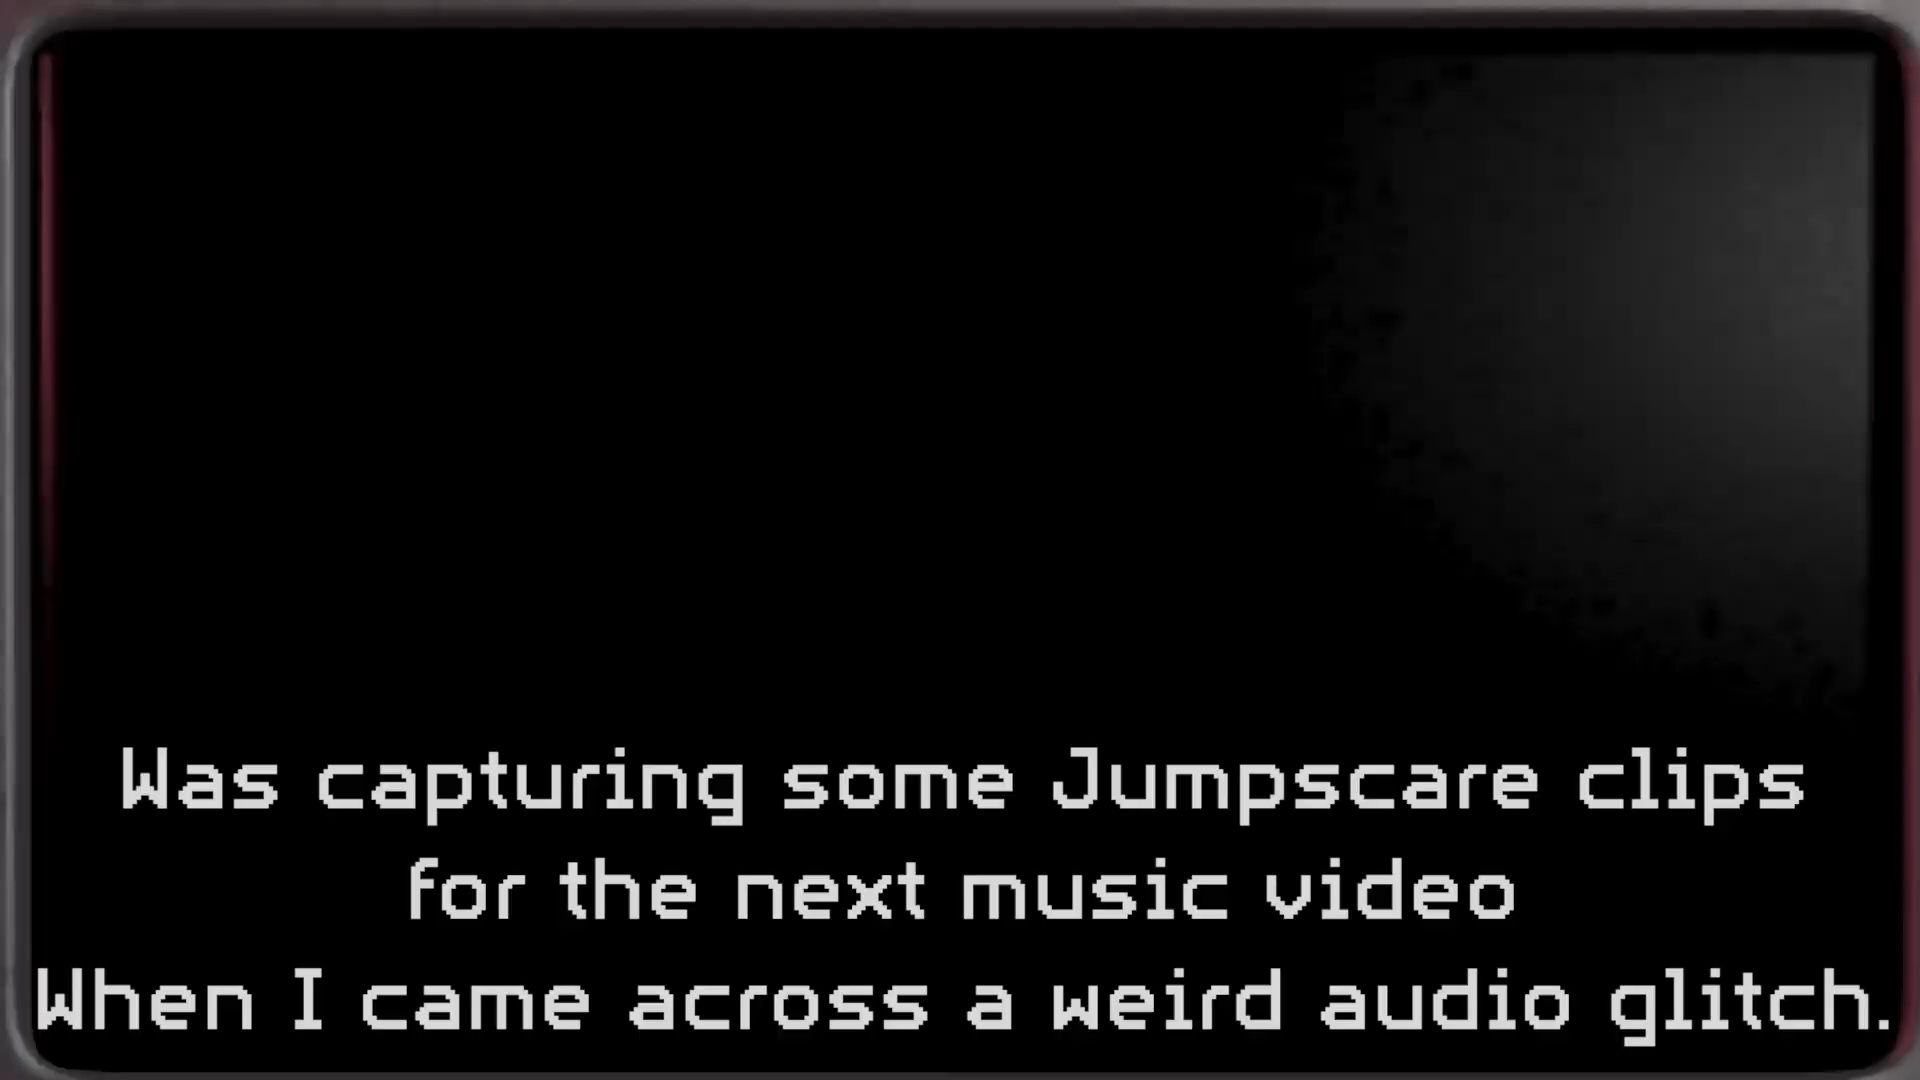 Was capturing some Jumpscare clips
for the next music video
When I came across a weird audio glitch.